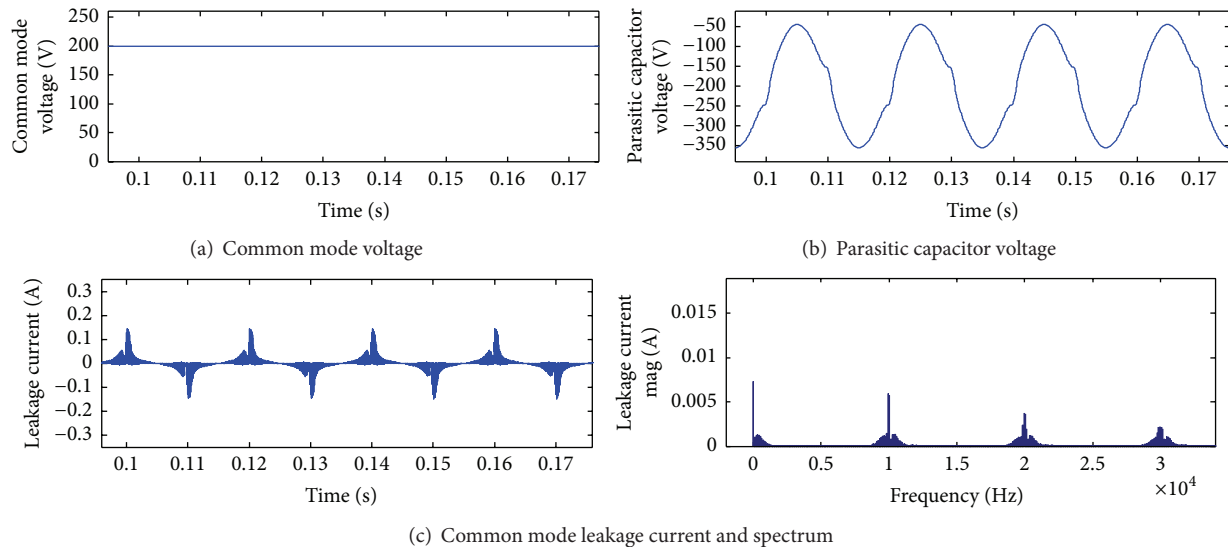 Common mode
voltage (V)
250
200
150
100
50
0
0.1 0.11 0.12 0.13 0.14 0.15 0.16 0.17
Time (s)
(a) Common mode voltage
Parasitic capacitor
voltage (V)
−50
−100
−150
−200
−250
−300
−350
0.1 0.11 0.12 0.13 0.14 0.15 0.16 0.17
Time (s)
(b) Parasitic capacitor voltage
Leakage current (A)
0.3
0.2
0.1
0
−0.1
−0.2
−0.3
0.1 0.11 0.12 0.13 0.14 0.15 0.16 0.17
Time (s)
Leakage current
mag (A)
0.015
0.01
0.005
0
0 0.5 1 1.5 2 2.5 3
×10⁴
Frequency (Hz)
(c) Common mode leakage current and spectrum